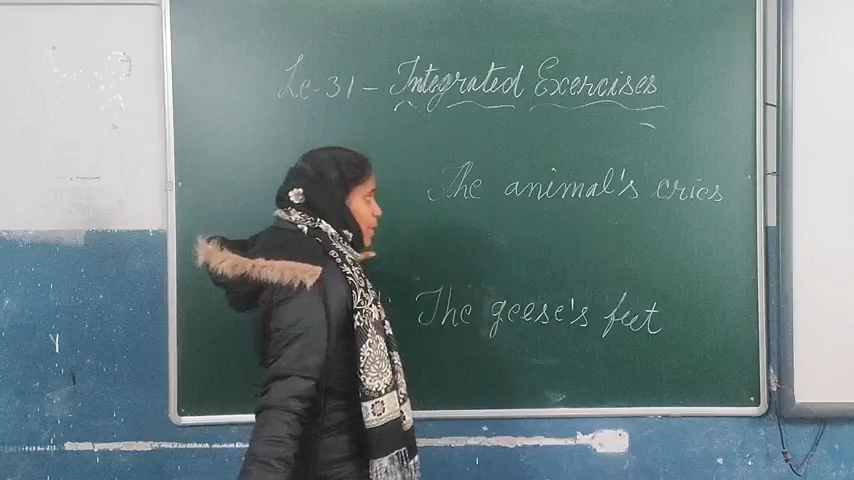 Le-31- Integrated Exercises
The animal's cries
The geese's feet